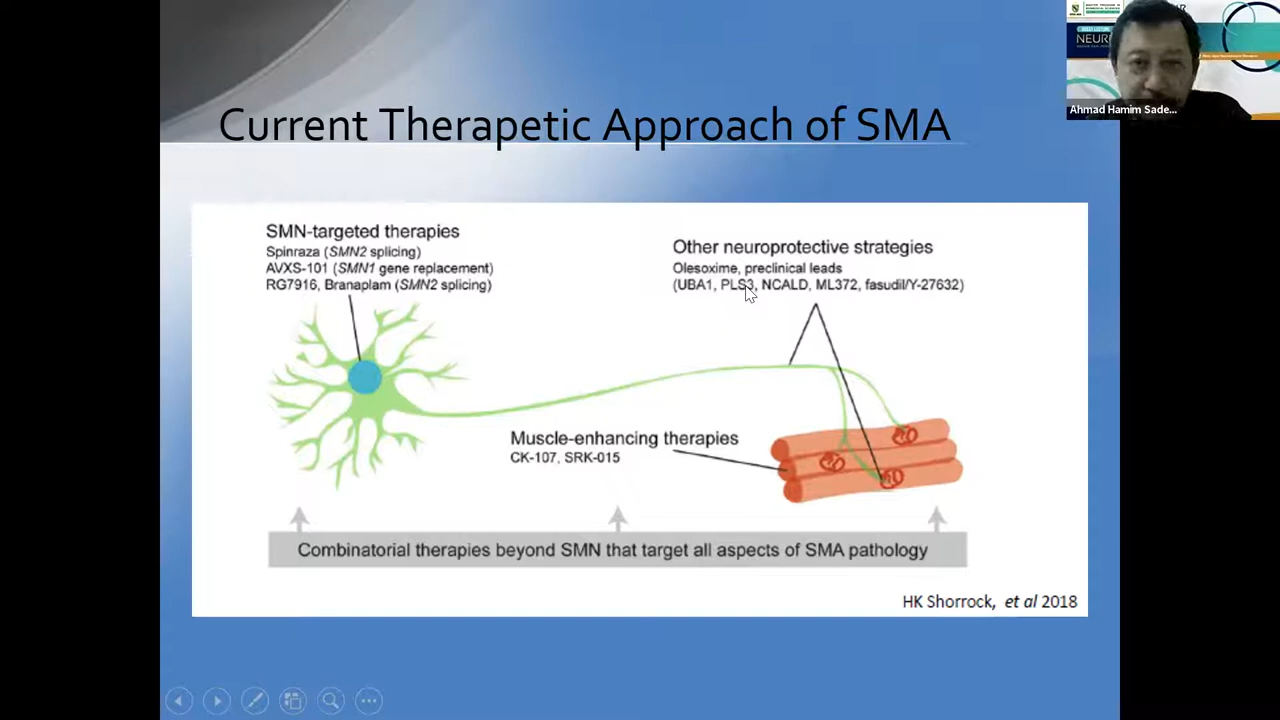 Current Therapetic Approach of SMA
SMN-targeted therapies
Spinraza (SMN2 splicing)
AVXS-101 (SMN1 gene replacement)
RG7916, Branaplam (SMN2 splicing)
Other neuroprotective strategies
Olesoxime, preclinical leads
(UBA1, PLS3, NCALD, ML372, fasudil/Y-27632)
Muscle-enhancing therapies
CK-107, SRK-015
Combinatorial therapies beyond SMN that target all aspects of SMA pathology
HK Shorrock, et al 2018
NEUR
Ahmad Hamim Sade...